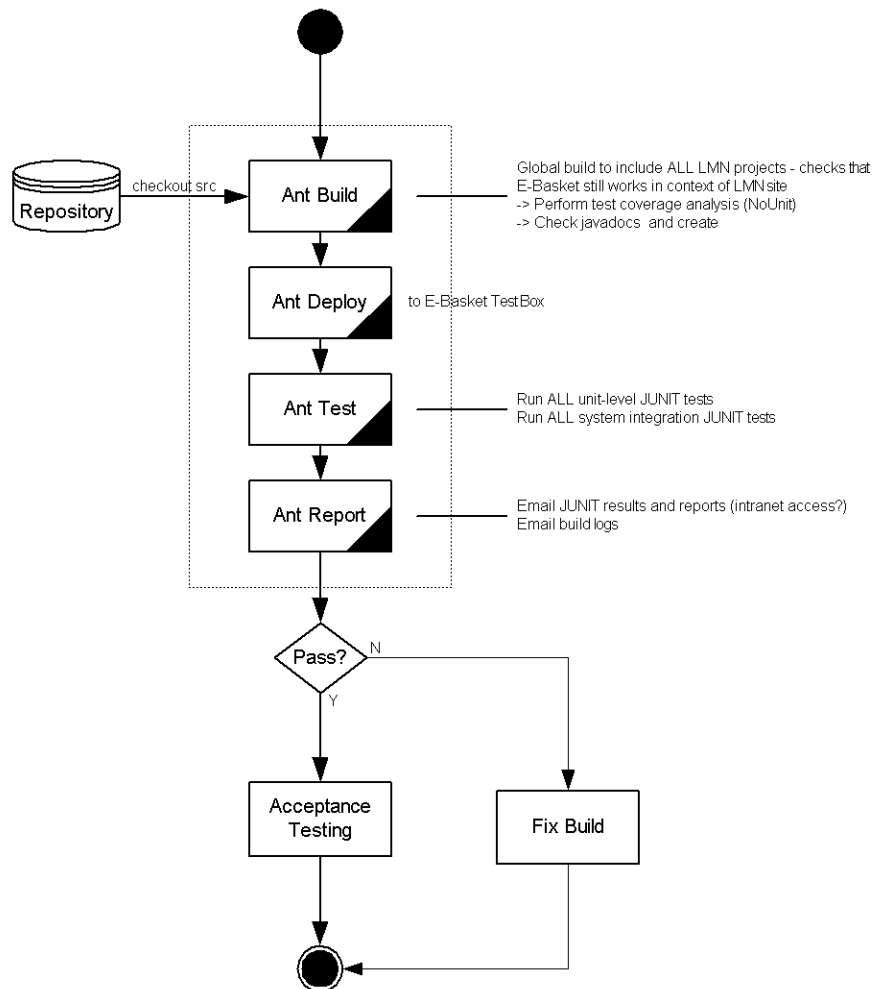 Global build to include ALL LMN projects - checks that
E-Basket still works in context of LMN site
-> Perform test coverage analysis (NoUnit)
-> Check javadocs and create
checkout src
Repository
Ant Build
Ant Deploy
to E-Basket TestBox
Ant Test
Run ALL unit-level JUNIT tests
Run ALL system integration JUNIT tests
Ant Report
Email JUNIT results and reports (intranet access?)
Email build logs
Pass?
N
Y
Acceptance
Testing
Fix Build